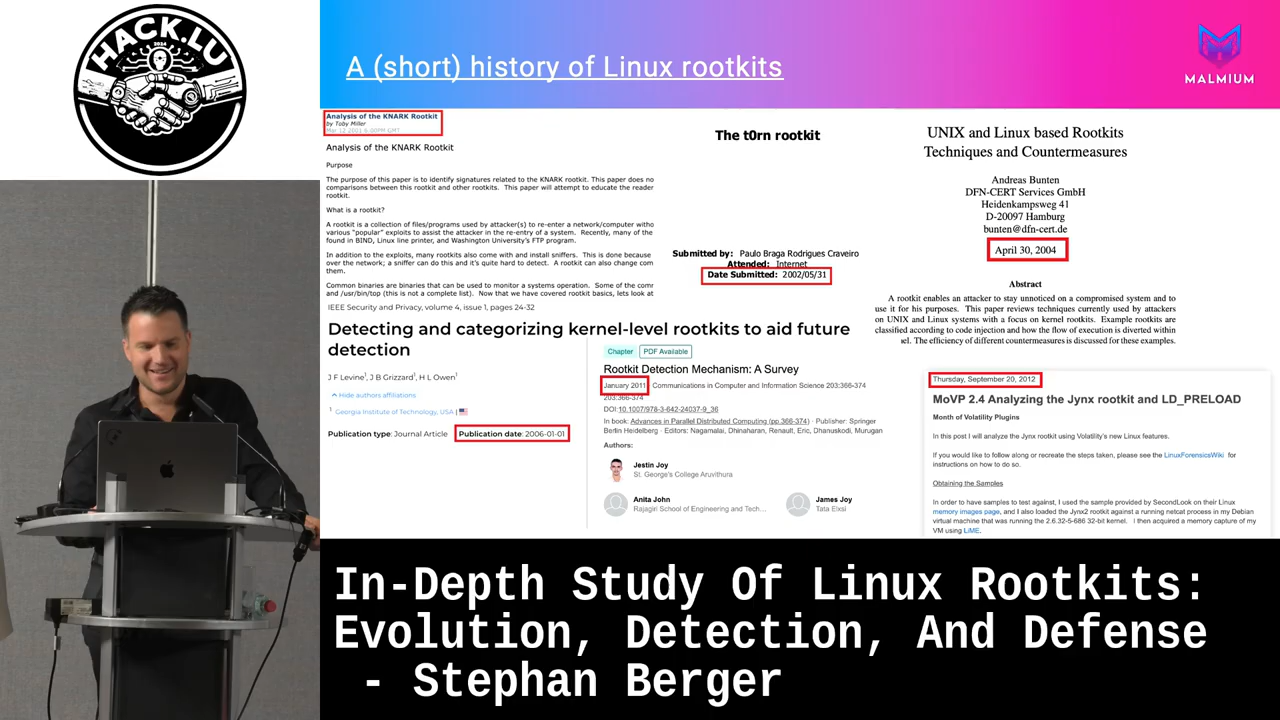 HACK.LU
2024
A (short) history of Linux rootkits
MALMIUM
Analysis of the KNARK Rootkit
by Toby Miller
Mar 12 2001 6:00PM GMT
Analysis of the KNARK Rootkit
Purpose
The purpose of this paper is to identify signatures related to the KNARK rootkit. This paper does no
comparisons between this rootkit and other rootkits. This paper will attempt to educate the reader
rootkit.
What is a rootkit?
A rootkit is a collection of files/programs used by attacker(s) to re-enter a network/computer witho
various "popular" exploits to assist the attacker in the re-entry of a system. Recently, many of the
found in BIND, Linux line printer, and Washington University's FTP program.
In addition to the exploits, many rootkits also come with and install sniffers. This is done because
over the network; a sniffer can do this and it's quite hard to detect. A rootkit can also change com
them.
Common binaries are binaries that can be used to monitor a systems operation. Some of the comr
and /usr/bin/top (this is not a complete list). Now that we have covered rootkit basics, lets look at
The t0rn rootkit
Submitted by: Paulo Braga Rodrigues Craveiro
Attended: Internet
Date Submitted: 2002/05/31
UNIX and Linux based Rootkits
Techniques and Countermeasures
Andreas Bunten
DFN-CERT Services GmbH
Heidenkampsweg 41
D-20097 Hamburg
bunten@dfn-cert.de
April 30, 2004
Abstract
A rootkit enables an attacker to stay unnoticed on a compromised system and to
use it for his purposes. This paper reviews techniques currently used by attackers
on UNIX and Linux systems with a focus on kernel rootkits. Example rootkits are
classified according to code injection and how the flow of execution is diverted within
el. The efficiency of different countermeasures is discussed for these examples.
IEEE Security and Privacy, volume 4, issue 1, pages 24-32
Detecting and categorizing kernel-level rootkits to aid future
detection
J F Levine1, J B Grizzard1, H L Owen1
Hide authors affiliations
1 Georgia Institute of Technology, USA |
Publication type: Journal Article Publication date: 2006-01-01
Chapter PDF Available
Rootkit Detection Mechanism: A Survey
January 2011 Communications in Computer and Information Science 203:366-374
203:366-374
DOI:10.1007/978-3-642-24037-9_36
In book: Advances in Parallel Distributed Computing (pp.366-374) · Publisher: Springer
Berlin Heidelberg · Editors: Nagamalai, Dhinaharan, Renault, Eric, Dhanuskodi, Murugan
Authors:
Jestin Joy
St. George's College Aruvithura
Anita John
Rajagiri School of Engineering and Tech…
James Joy
Tata Elxsi
Thursday, September 20, 2012
MoVP 2.4 Analyzing the Jynx rootkit and LD_PRELOAD
Month of Volatility Plugins
In this post I will analyze the Jynx rootkit using Volatility's new Linux features.
If you would like to follow along or recreate the steps taken, please see the LinuxForensicsWiki for
instructions on how to do so.
Obtaining the Samples
In order to have samples to test against, I used the sample provided by SecondLook on their Linux
memory images page, and I also loaded the Jynx2 rootkit against a running netcat process in my Debian
virtual machine that was running the 2.6.32-5-686 32-bit kernel. I then acquired a memory capture of my
VM using LiME.
In-Depth Study Of Linux Rootkits:
Evolution, Detection, And Defense
- Stephan Berger